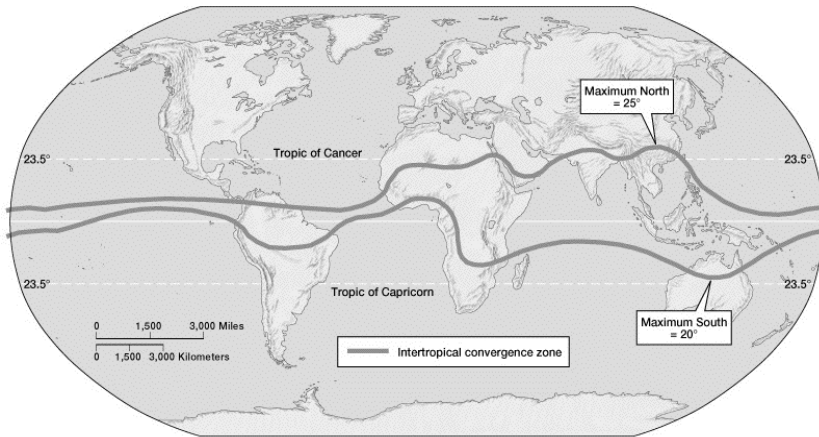 Maximum North
= 25°
Tropic of Cancer
23.5°
23.5°
23.5°
23.5°
Tropic of Capricorn
0 1,500 3,000 Miles
0 1,500 3,000 Kilometers
Intertropical convergence zone
Maximum South
= 20°